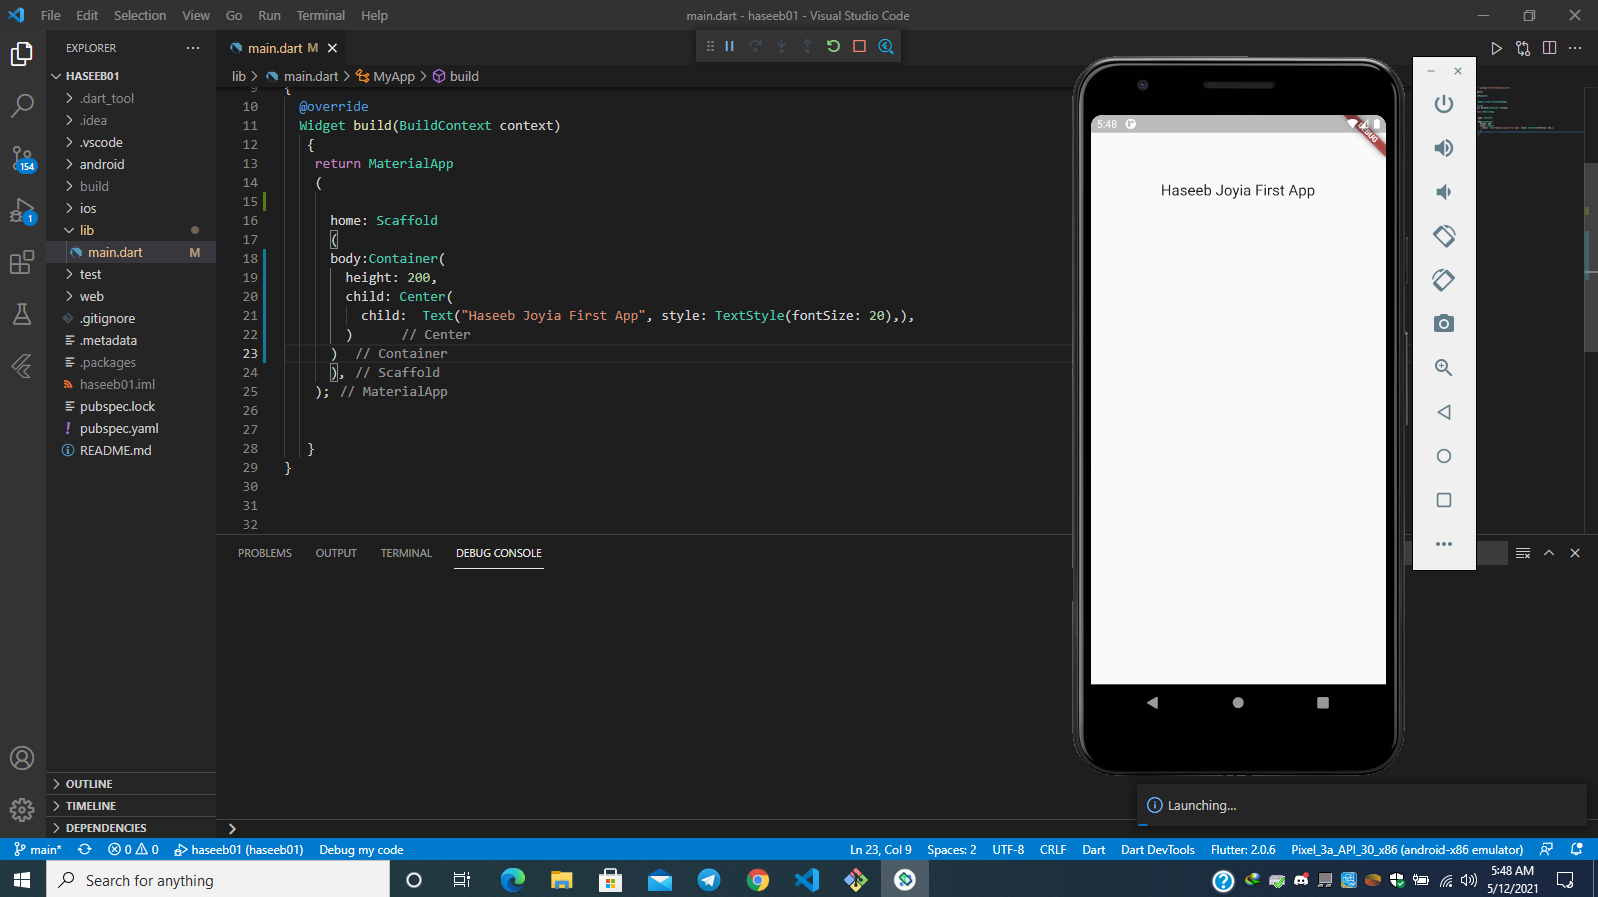 File Edit Selection View Go Run Terminal Help
main.dart - haseeb01 - Visual Studio Code
EXPLORER
HASEEB01
.dart_tool
.idea
.vscode
android
build
ios
lib
main.dart M
test
web
.gitignore
.metadata
.packages
haseeb01.iml
pubspec.lock
pubspec.yaml
README.md
OUTLINE
TIMELINE
DEPENDENCIES
154
1
main.dart M
lib > main.dart > MyApp > build
9 {
10 @override
11 Widget build(BuildContext context)
12 {
13 return MaterialApp
14 (
15
16 home: Scaffold
17 (
18 body:Container(
19 height: 200,
20 child: Center(
21 child:  Text("Haseeb Joyia First App", style: TextStyle(fontSize: 20),),
22 ) // Center
23 ) // Container
24 ), // Scaffold
25 ); // MaterialApp
26
27
28 }
29 }
30
31
32
PROBLEMS OUTPUT TERMINAL DEBUG CONSOLE
5:48
Haseeb Joyia First App
Launching...
main* 0 0 haseeb01 (haseeb01) Debug my code
Ln 23, Col 9 Spaces: 2 UTF-8 CRLF Dart Dart DevTools Flutter: 2.0.6 Pixel_3a_API_30_x86 (android-x86 emulator)
Search for anything
5:48 AM
5/12/2021